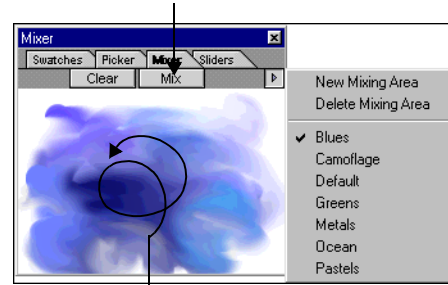 Mixer
Swatches Picker Mixer Sliders
Clear Mix
New Mixing Area
Delete Mixing Area
Blues
Camoflage
Default
Greens
Metals
Ocean
Pastels